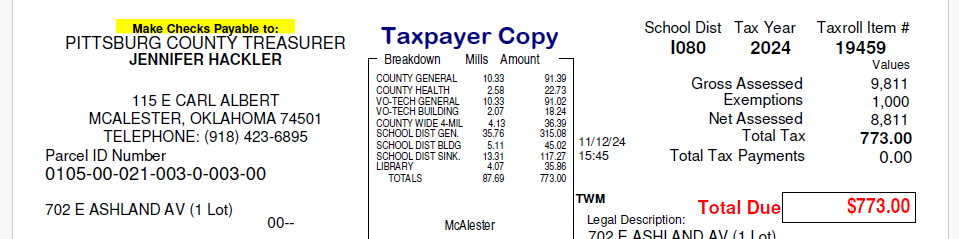 Make Checks Payable to:
PITTSBURG COUNTY TREASURER
JENNIFER HACKLER
115 E CARL ALBERT
MCALESTER, OKLAHOMA 74501
TELEPHONE: (918) 423-6895
Parcel ID Number
0105-00-021-003-0-003-00
702 E ASHLAND AV (1 Lot)
00--
Taxpayer Copy
Breakdown Mills Amount
COUNTY GENERAL 10.33 91.39
COUNTY HEALTH 2.58 22.73
VO-TECH GENERAL 10.33 91.02
VO-TECH BUILDING 2.07 18.24
COUNTY WIDE 4-MIL 4.13 36.39
SCHOOL DIST GEN. 35.76 315.08
SCHOOL DIST BLDG 5.11 45.02
SCHOOL DIST SINK. 13.31 117.27
LIBRARY 4.07 35.86
TOTALS 87.69 773.00
McAlester
11/12/24
15:45
TWM
School Dist Tax Year Taxroll Item #
I080 2024 19459
Values
Gross Assessed 9,811
Exemptions 1,000
Net Assessed 8,811
Total Tax 773.00
Total Tax Payments 0.00
Total Due $773.00
Legal Description:
702 E ASHLAND AV (1 Lot)